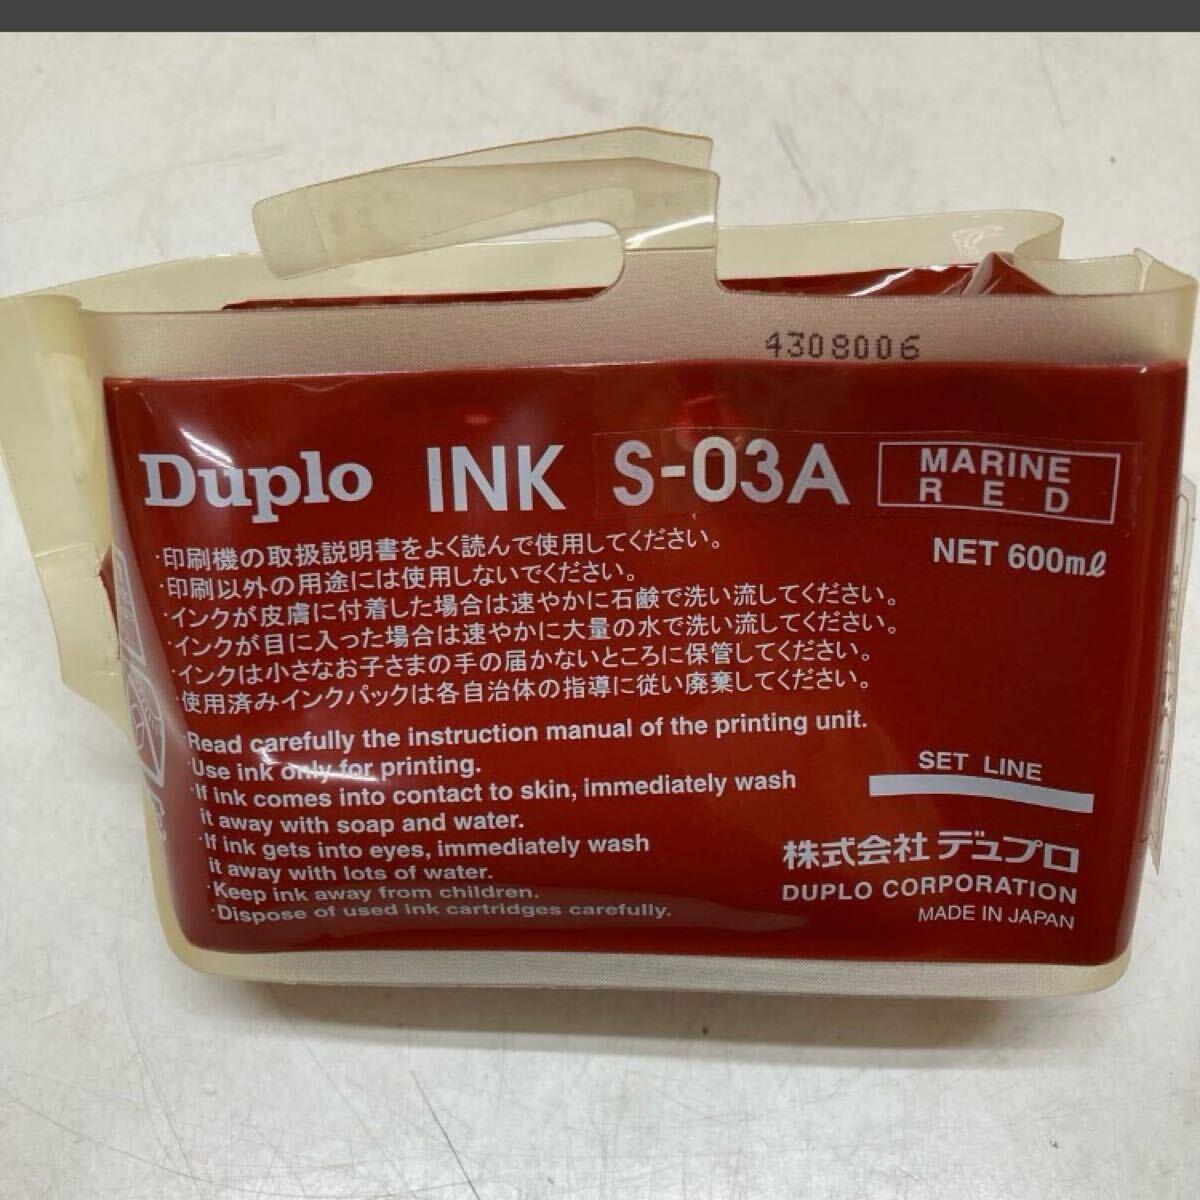 4308006
Duplo INK S-03A MARINE
RED
NET 600mℓ
・印刷機の取扱説明書をよく読んで使用してください。
・印刷以外の用途には使用しないでください。
・インクが皮膚に付着した場合は速やかに石鹸で洗い流してください。
・インクが目に入った場合は速やかに大量の水で洗い流してください。
・インクは小さなお子さまの手の届かないところに保管してください。
・使用済みインクパックは各自治体の指導に従い廃棄してください。
·Read carefully the instruction manual of the printing unit.
·Use ink only for printing.
·If ink comes into contact to skin, immediately wash
it away with soap and water.
·If ink gets into eyes, immediately wash
it away with lots of water.
·Keep ink away from children.
·Dispose of used ink cartridges carefully.
SET LINE
株式会社 デュプロ
DUPLO CORPORATION
MADE IN JAPAN